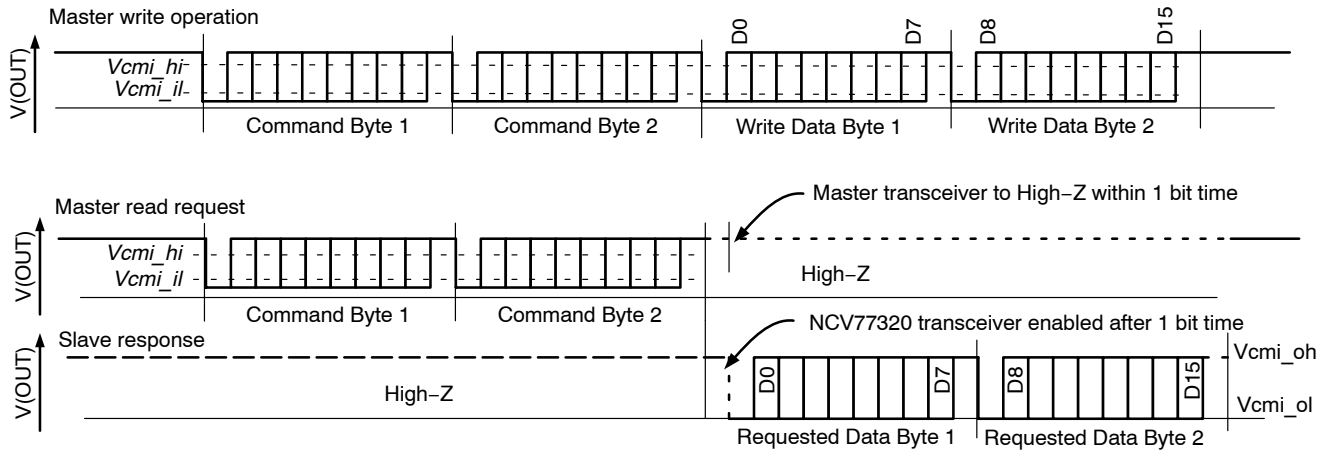 Master write operation
D0
D7
D8
D15
V(OUT)
Vcmi_hi
Vcmi_il
Command Byte 1
Command Byte 2
Write Data Byte 1
Write Data Byte 2
Master transceiver to High−Z within 1 bit time
Master read request
V(OUT)
Vcmi_hi
Vcmi_il
High−Z
Command Byte 1
Command Byte 2
NCV77320 transceiver enabled after 1 bit time
Slave response
V(OUT)
Vcmi_oh
D0
D7
D8
D15
High−Z
Vcmi_ol
Requested Data Byte 1
Requested Data Byte 2